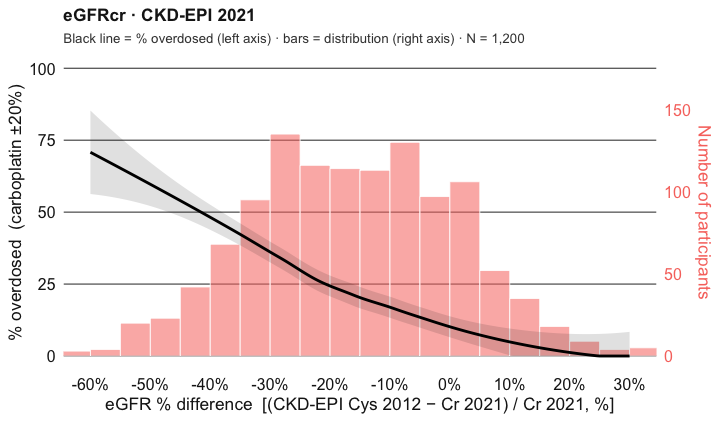 eGFRcr · CKD-EPI 2021
Black line = % overdosed (left axis) · bars = distribution (right axis) · N = 1,200
% overdosed (carboplatin ±20%)
100
75
50
25
0
150
100
50
0
Number of participants
-60% -50% -40% -30% -20% -10% 0% 10% 20% 30%
eGFR % difference [(CKD-EPI Cys 2012 − Cr 2021) / Cr 2021, %]